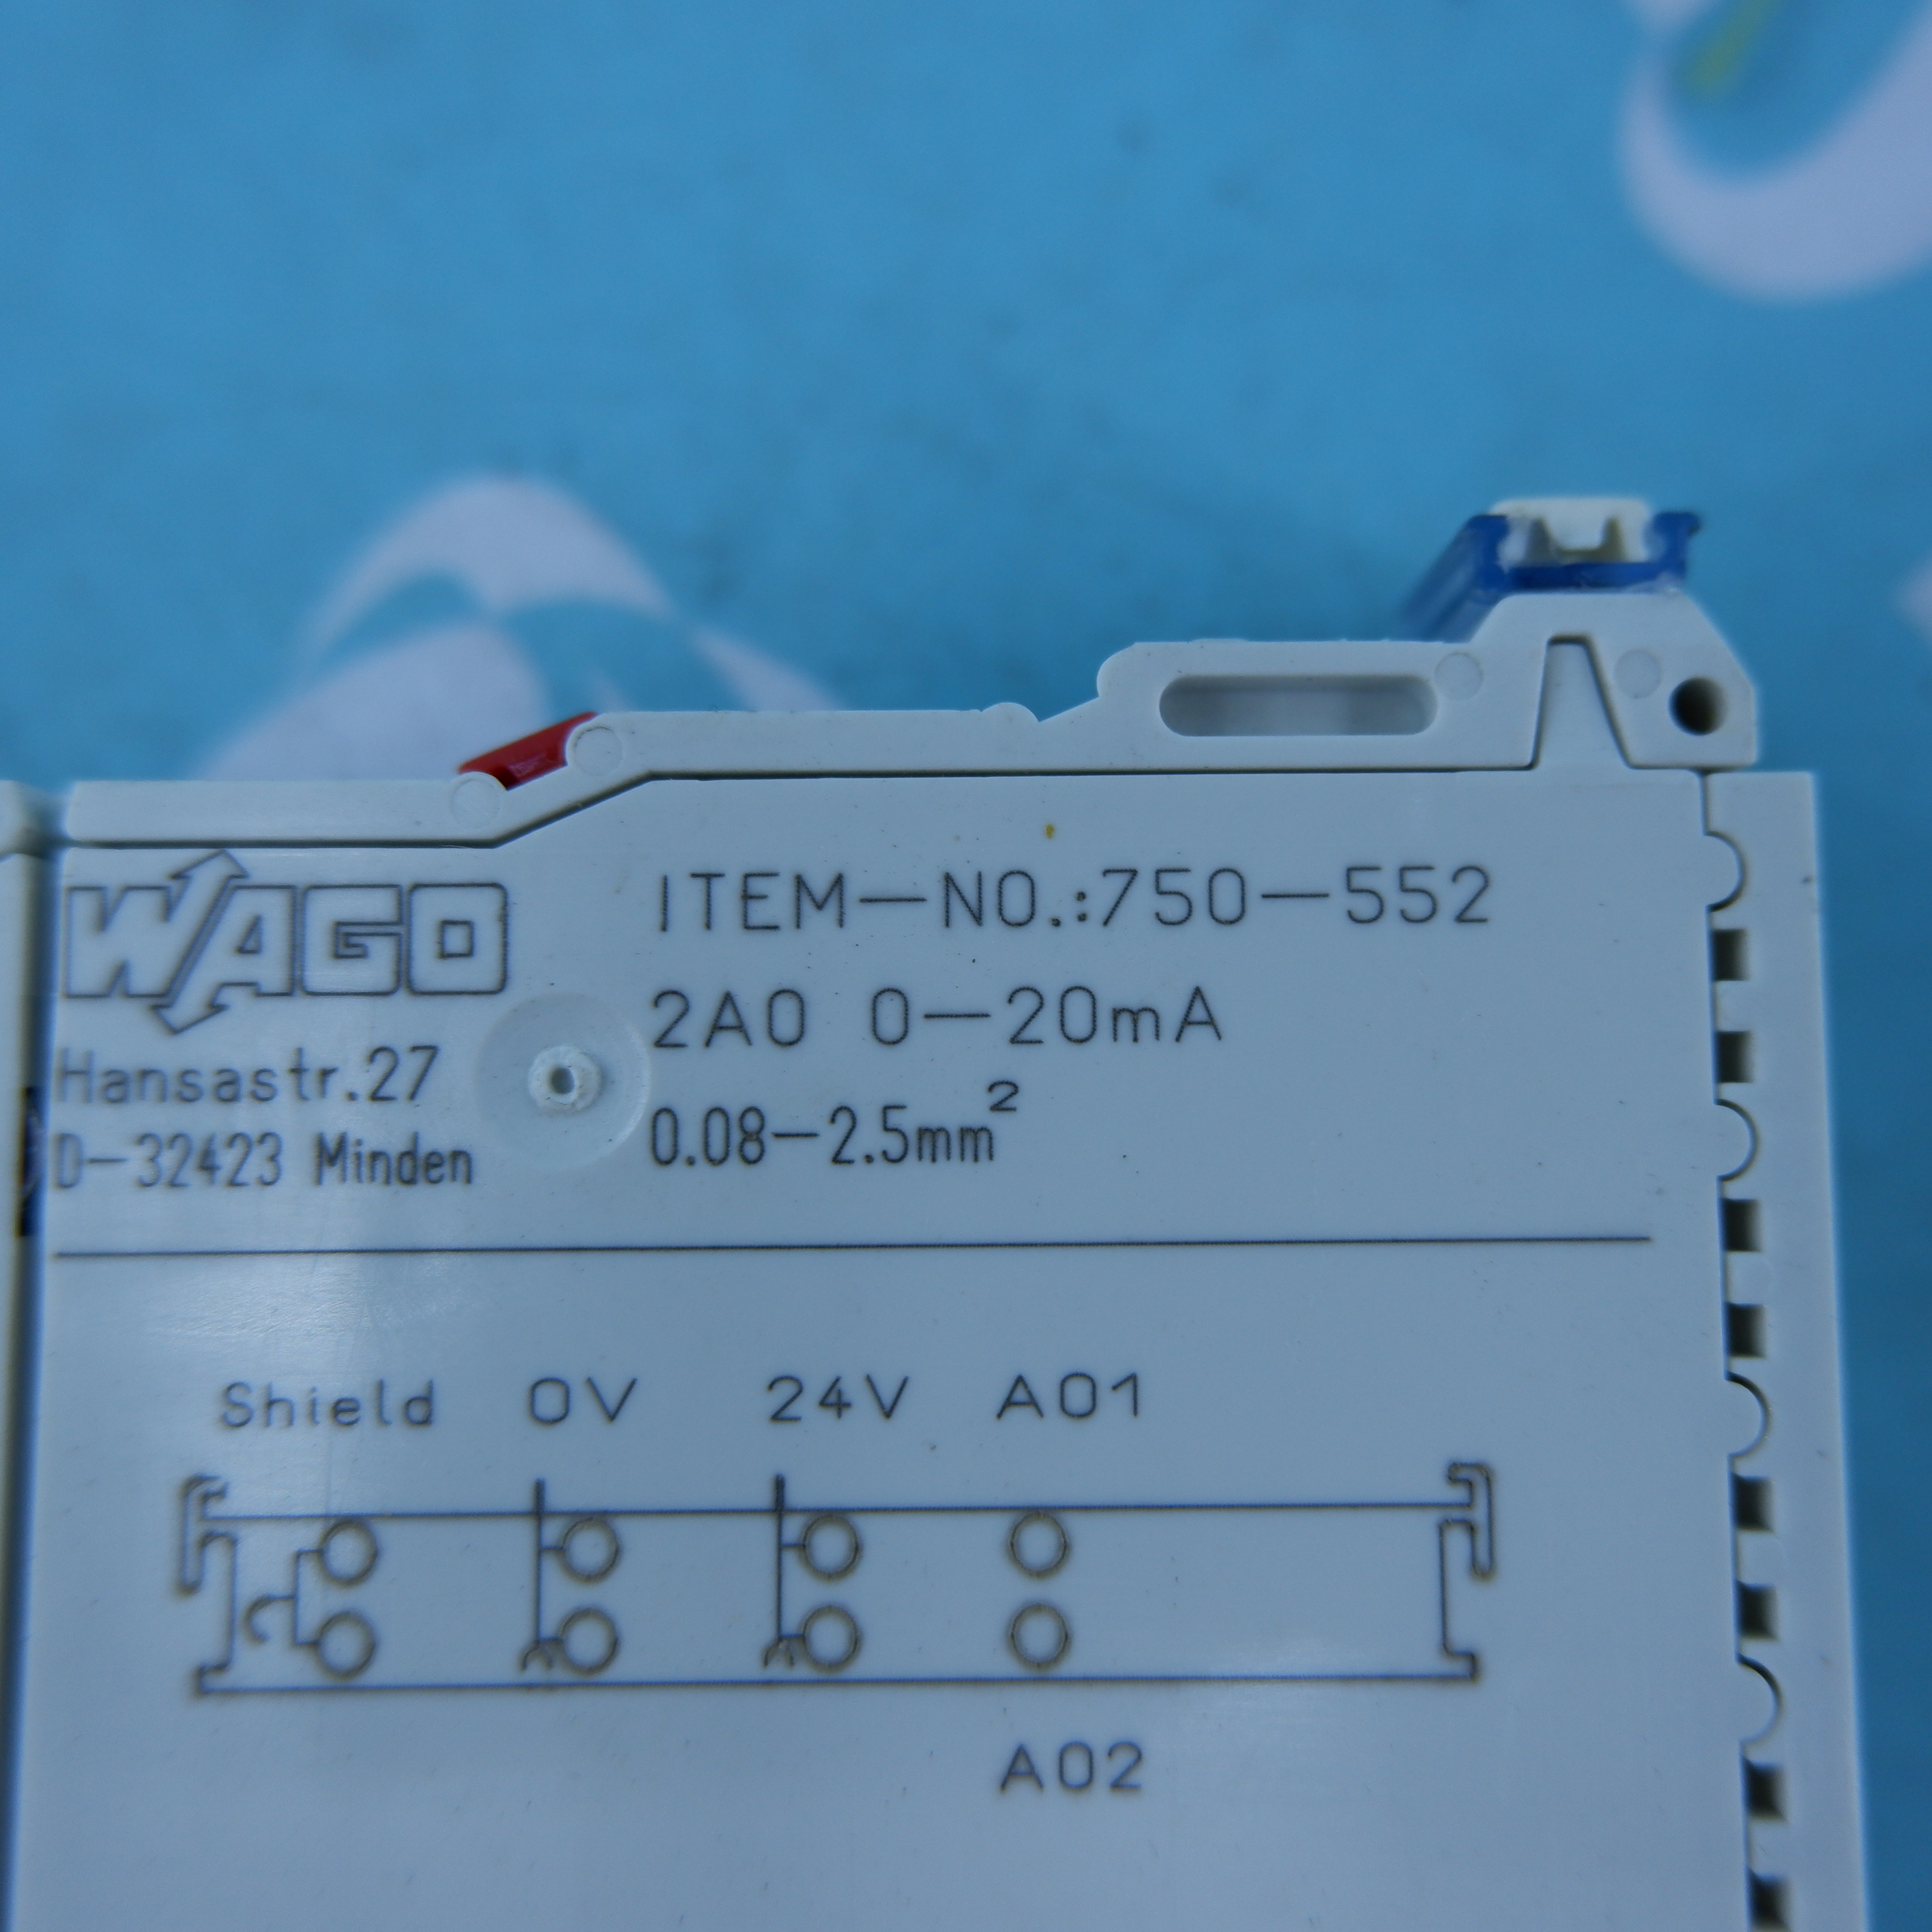 WAGO
Hansastr.27
D-32423 Minden
ITEM-NO.:750-552
2AO 0-20mA
0.08-2.5mm²
Shield 0V 24V AO1
AO2